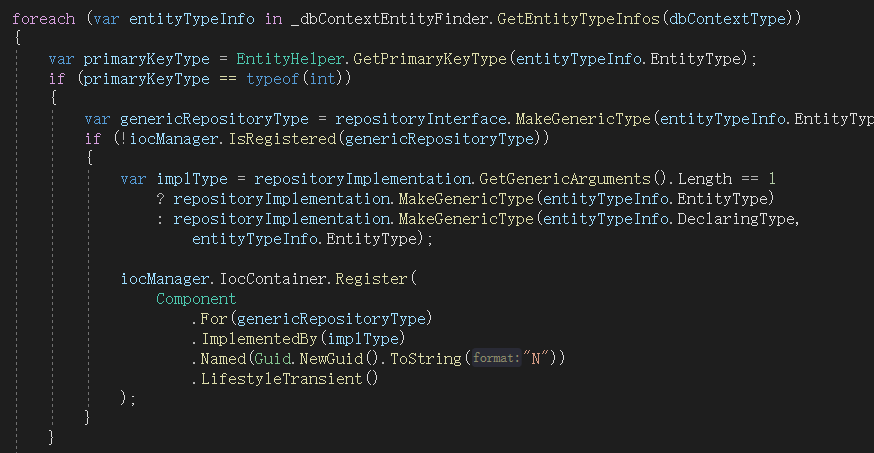 foreach (var entityTypeInfo in _dbContextEntityFinder.GetEntityTypeInfos(dbContextType))
{
var primaryKeyType = EntityHelper.GetPrimaryKeyType(entityTypeInfo.EntityType);
if (primaryKeyType == typeof(int))
{
var genericRepositoryType = repositoryInterface.MakeGenericType(entityTypeInfo.EntityTyp
if (!iocManager.IsRegistered(genericRepositoryType))
{
var implType = repositoryImplementation.GetGenericArguments().Length == 1
? repositoryImplementation.MakeGenericType(entityTypeInfo.EntityType)
: repositoryImplementation.MakeGenericType(entityTypeInfo.DeclaringType,
entityTypeInfo.EntityType);
iocManager.IocContainer.Register(
Component
.For(genericRepositoryType)
.ImplementedBy(implType)
.Named(Guid.NewGuid().ToString(format:"N"))
.LifestyleTransient()
);
}
}